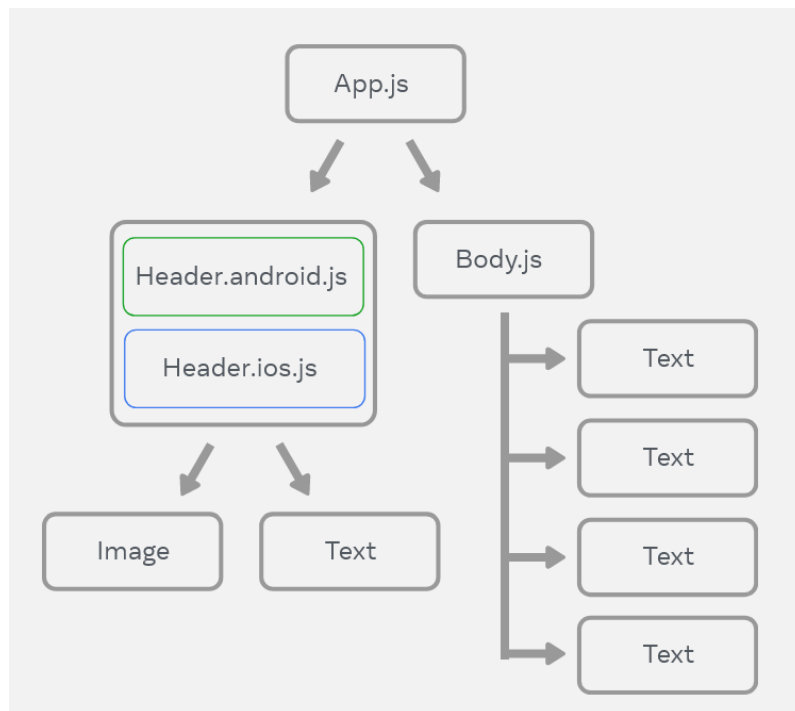 App.js
Header.android.js
Header.ios.js
Body.js
Image
Text
Text
Text
Text
Text